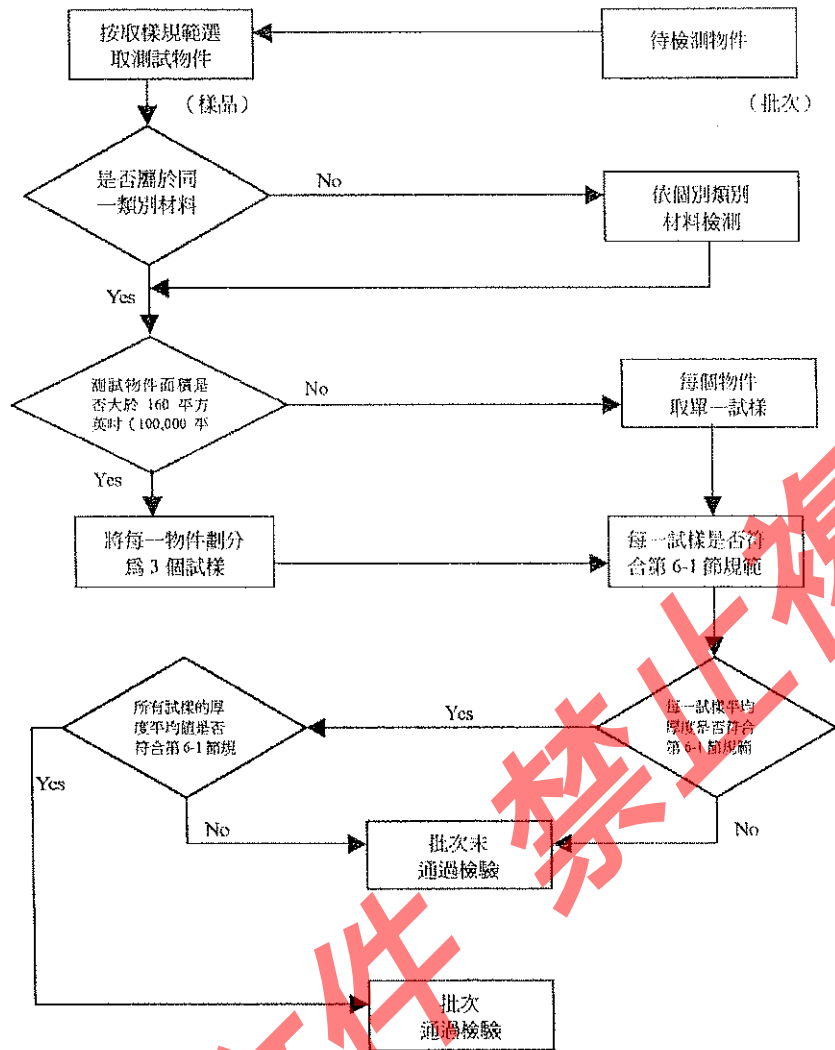 按取樣規範選
取測試物件
待檢測物件
（樣品）
（批次）
是否屬於同
一類別材料
No
依個別類別
材料檢測
Yes
測試物件面積是
否大於 160 平方
英吋（100,000 平
No
每個物件
取單一試樣
Yes
將每一物件劃分
為 3 個試樣
每一試樣是否符
合第 6-1 節規範
所有試樣的厚
度平均值是否
符合第 6-1 節規
Yes
每一試樣平均
厚度是否符合
第 6-1 節規範
Yes
No
No
批次未
通過檢驗
批次
通過檢驗
件 禁止複